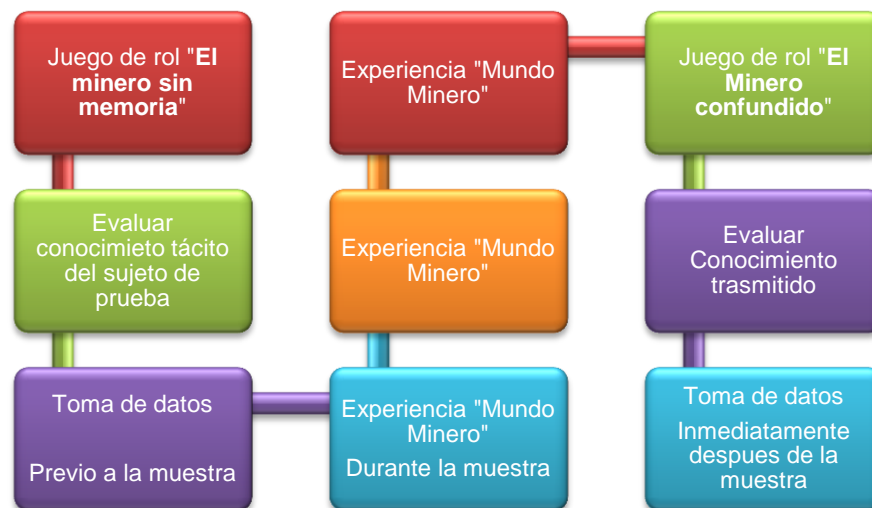 Juego de rol "El
minero sin
memoria"
Evaluar
conocimieto tácito
del sujeto de
prueba
Toma de datos
Previo a la muestra
Experiencia "Mundo
Minero"
Durante la muestra
Experiencia "Mundo
Minero"
Experiencia "Mundo
Minero"
Juego de rol "El
Minero
confundido"
Evaluar
Conocimiento
trasmitido
Toma de datos
Inmediatamente
despues de la
muestra